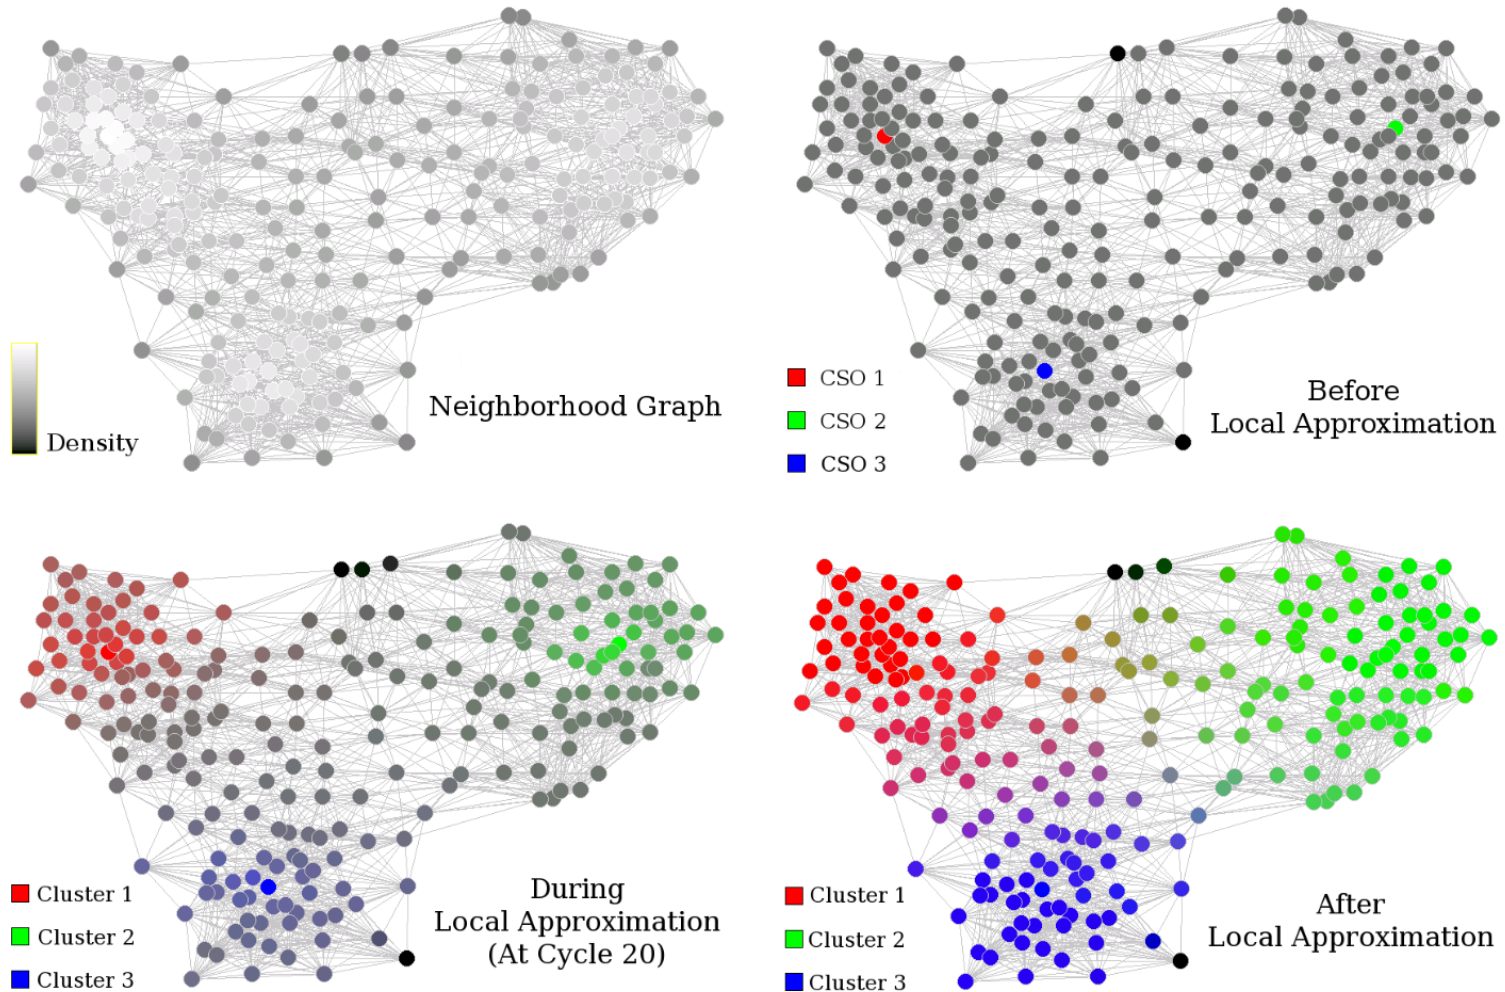 Density
Neighborhood Graph
CSO 1
CSO 2
CSO 3
Before
Local Approximation
Cluster 1
Cluster 2
Cluster 3
During
Local Approximation
(At Cycle 20)
Cluster 1
Cluster 2
Cluster 3
After
Local Approximation